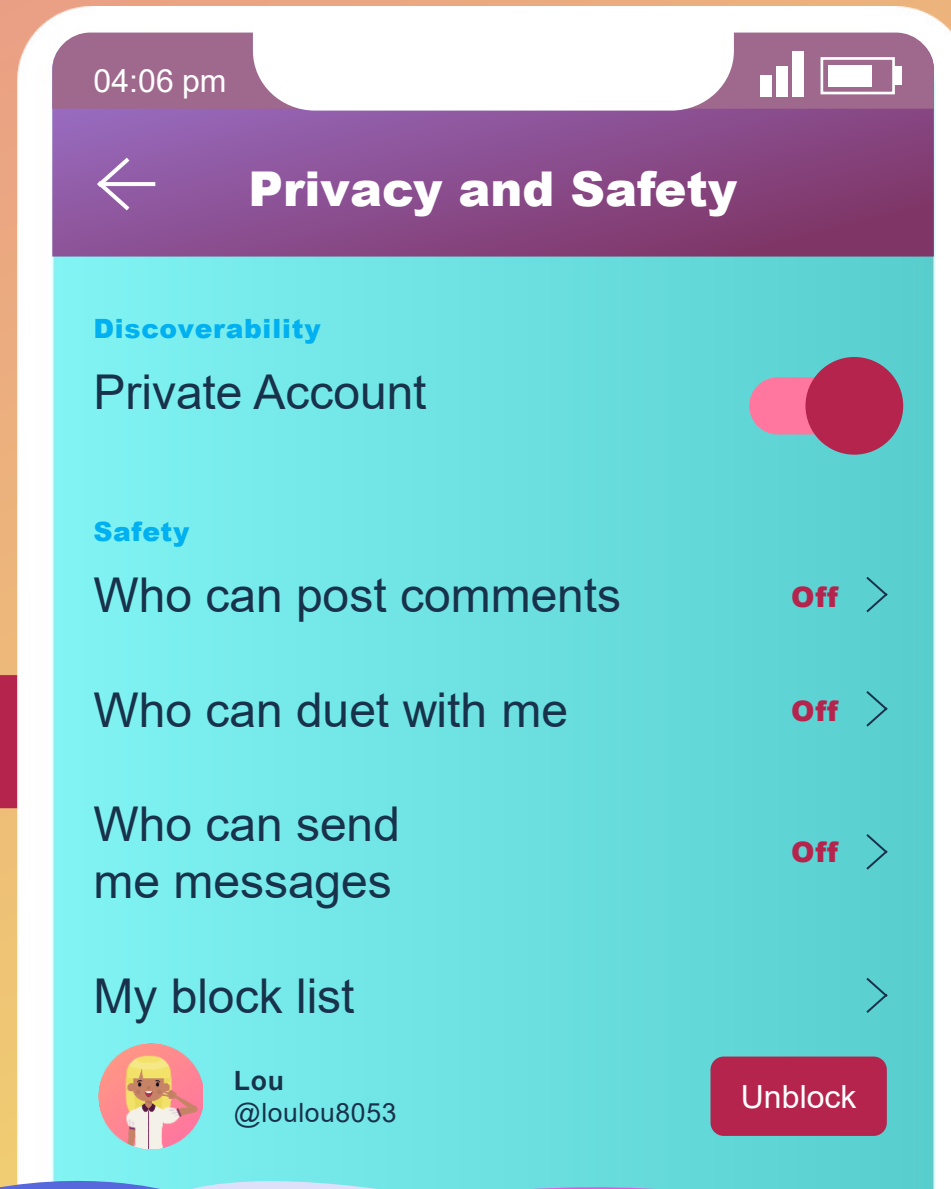 04:06 pm
Privacy and Safety
Discoverability
Private Account
Safety
Who can post comments Off
Who can duet with me Off
Who can send
me messages
Off
My block list
Lou
@loulou8053
Unblock